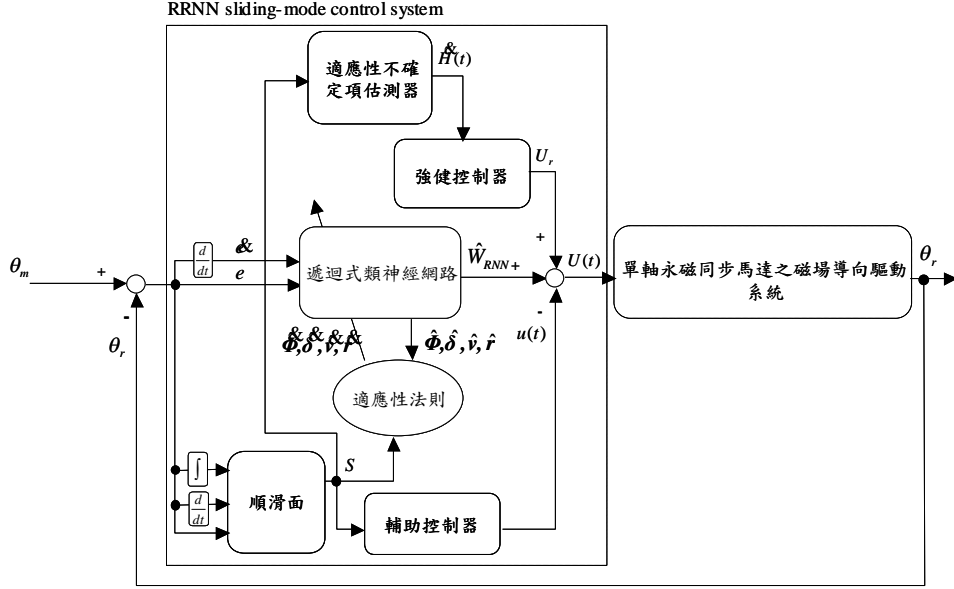 RRNN sliding-mode control system
適應性不確
定項估測器
Ĥ(t)
強健控制器
U_r
d/dt
e
遞迴式類神經網路
Ŵ_RNN
+
+
-
U(t)
u(t)
單軸永磁同步馬達之磁場導向驅動
系統
θ_r
θ_m
+
-
θ_r
Φ̂,δ̂,v̂,r̂
適應性法則
∫
d/dt
順滑面
S
輔助控制器